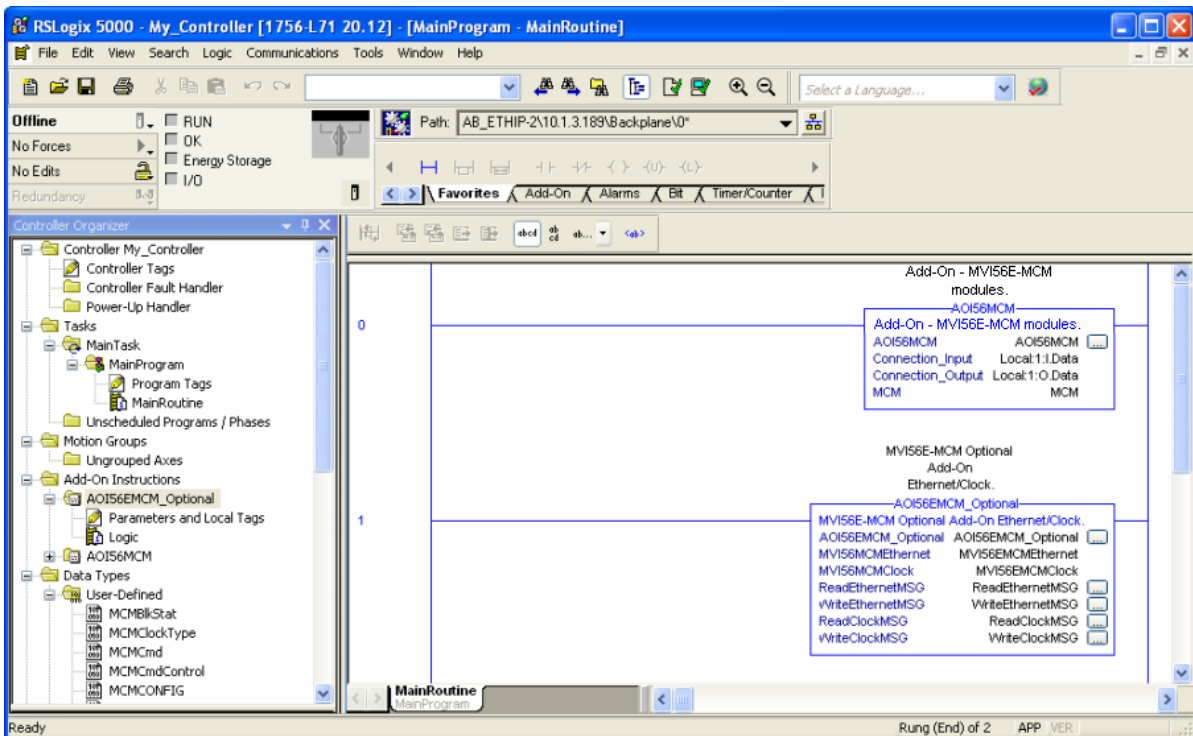 RSLogix 5000 - My_Controller [1756-L71 20.12] - [MainProgram - MainRoutine]
File Edit View Search Logic Communications Tools Window Help
Select a Language...
Offline
RUN
No Forces
OK
No Edits
Energy Storage
Redundancy
I/O
Path: AB_ETHIP-2\10.1.3.189\Backplane\0*
Favorites Add-On Alarms Bit Timer/Counter
Controller Organizer
Controller My_Controller
Controller Tags
Controller Fault Handler
Power-Up Handler
Tasks
MainTask
MainProgram
Program Tags
MainRoutine
Unscheduled Programs / Phases
Motion Groups
Ungrouped Axes
Add-On Instructions
AOI56EMCM_Optional
Parameters and Local Tags
Logic
AOI56MCM
Data Types
User-Defined
MCMBlkStat
MCMClockType
MCMCmd
MCMCmdControl
MCMCONFIG
abcd ab cd ab... <ab>
0
Add-On - MVI56E-MCM
modules.
AOI56MCM
Add-On - MVI56E-MCM modules.
AOI56MCM AOI56MCM ...
Connection_Input Local:1:I.Data
Connection_Output Local:1:O.Data
MCM MCM
1
MVI56E-MCM Optional
Add-On
Ethernet/Clock.
AOI56EMCM_Optional
MVI56E-MCM Optional Add-On Ethernet/Clock.
AOI56EMCM_Optional AOI56EMCM_Optional ...
MVI56MCMEthernet MVI56EMCMEthernet
MVI56MCMClock MVI56EMCMClock
ReadEthernetMSG ReadEthernetMSG ...
WriteEthernetMSG WriteEthernetMSG ...
ReadClockMSG ReadClockMSG ...
WriteClockMSG WriteClockMSG ...
MainRoutine
MainProgram
Ready
Rung (End) of 2 APP VER